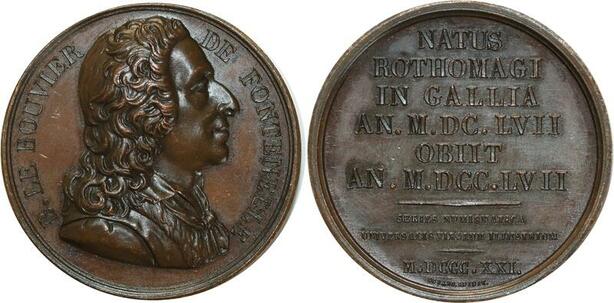 B. LE BOUVIER DE FONTENELLE
NATUS
ROTHOMAGI
IN GALLIA
AN. M.DC.LVII
OBIIT
AN. M.DCC.LVII
SERIES NUMISMATICA
UNIVERSALIS VIRORUM ILLUSTRIUM
M.DCCC.XXI.